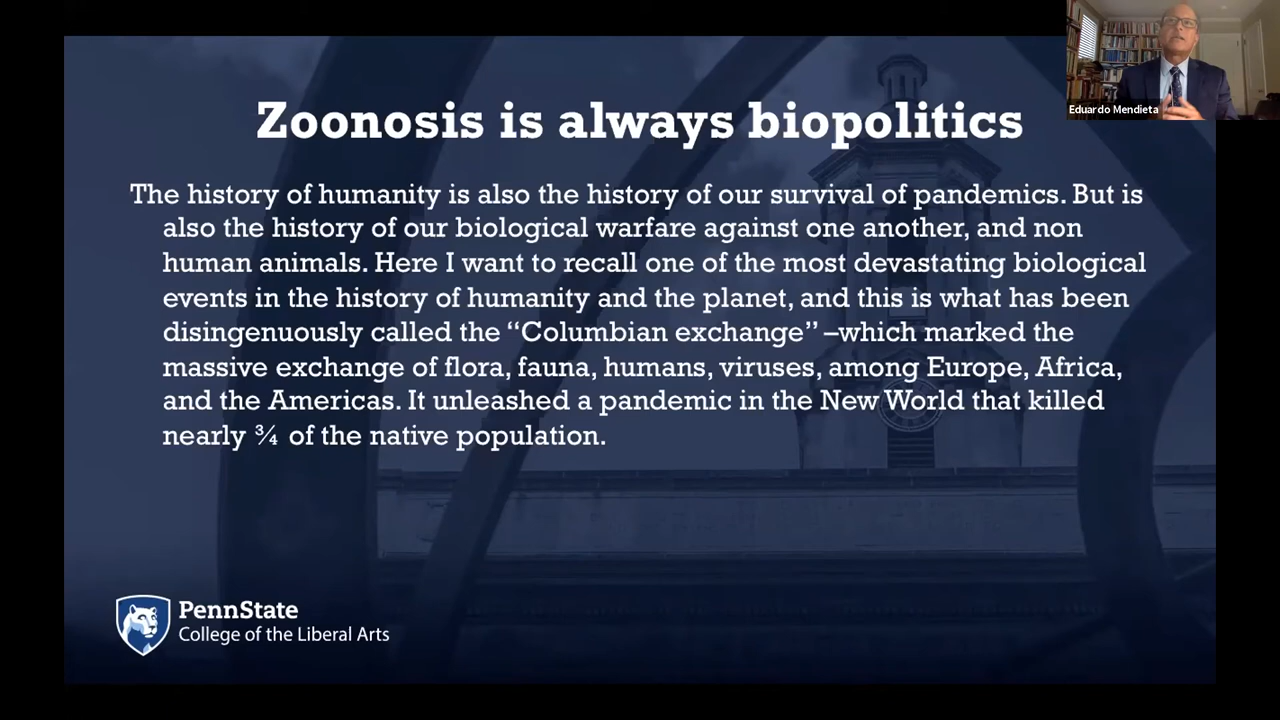 Eduardo Mendieta
Zoonosis is always biopolitics
The history of humanity is also the history of our survival of pandemics. But is
also the history of our biological warfare against one another, and non
human animals. Here I want to recall one of the most devastating biological
events in the history of humanity and the planet, and this is what has been
disingenuously called the “Columbian exchange” –which marked the
massive exchange of flora, fauna, humans, viruses, among Europe, Africa,
and the Americas. It unleashed a pandemic in the New World that killed
nearly ¾ of the native population.
PennState
College of the Liberal Arts